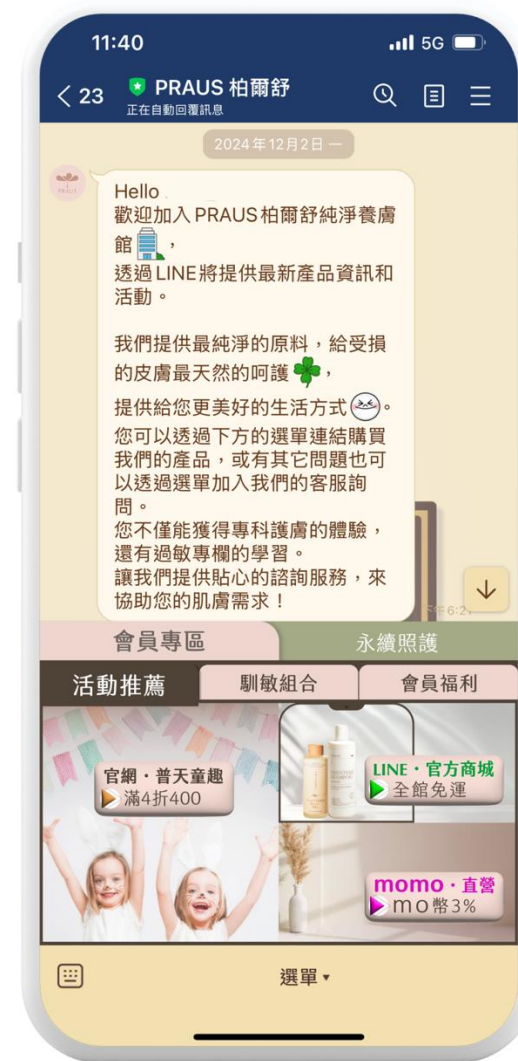 11:40
5G
23
PRAUS 柏爾舒
正在自動回覆訊息
2024年12月2日 一
PRAUS
Hello
歡迎加入PRAUS柏爾舒純淨養膚
館，
透過LINE將提供最新產品資訊和
活動。
我們提供最純淨的原料，給受損
的皮膚最天然的呵護，
提供給您更美好的生活方式。
您可以透過下方的選單連結購買
我們的產品，或有其它問題也可
以透過選單加入我們的客服詢
問。
您不僅能獲得專科護膚的體驗，
還有過敏專欄的學習。
讓我們提供貼心的諮詢服務，來
協助您的肌膚需求！
會員專區
永續照護
活動推薦
馴敏組合
會員福利
官網・普天童趣
滿4折400
LINE・官方商城
全館免運
momo・直營
mo幣3%
選單